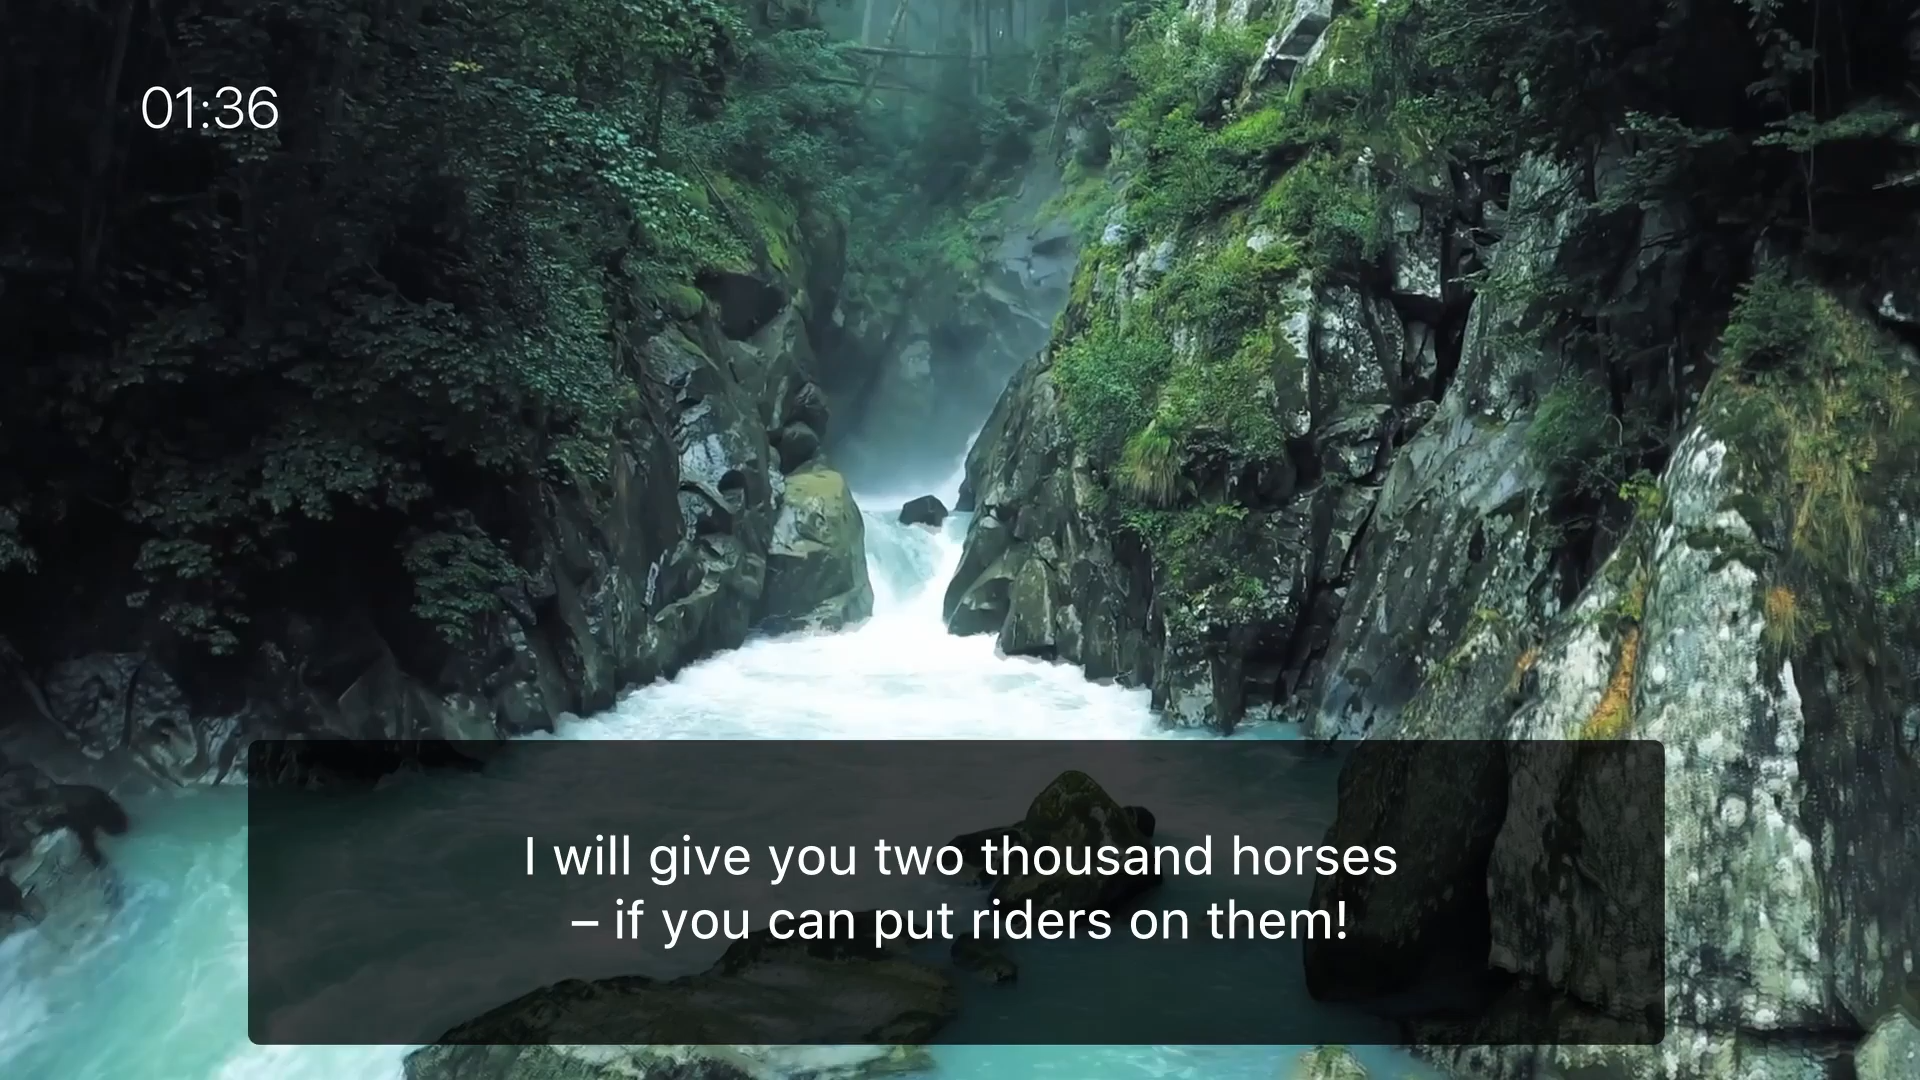 01:36
I will give you two thousand horses
– if you can put riders on them!